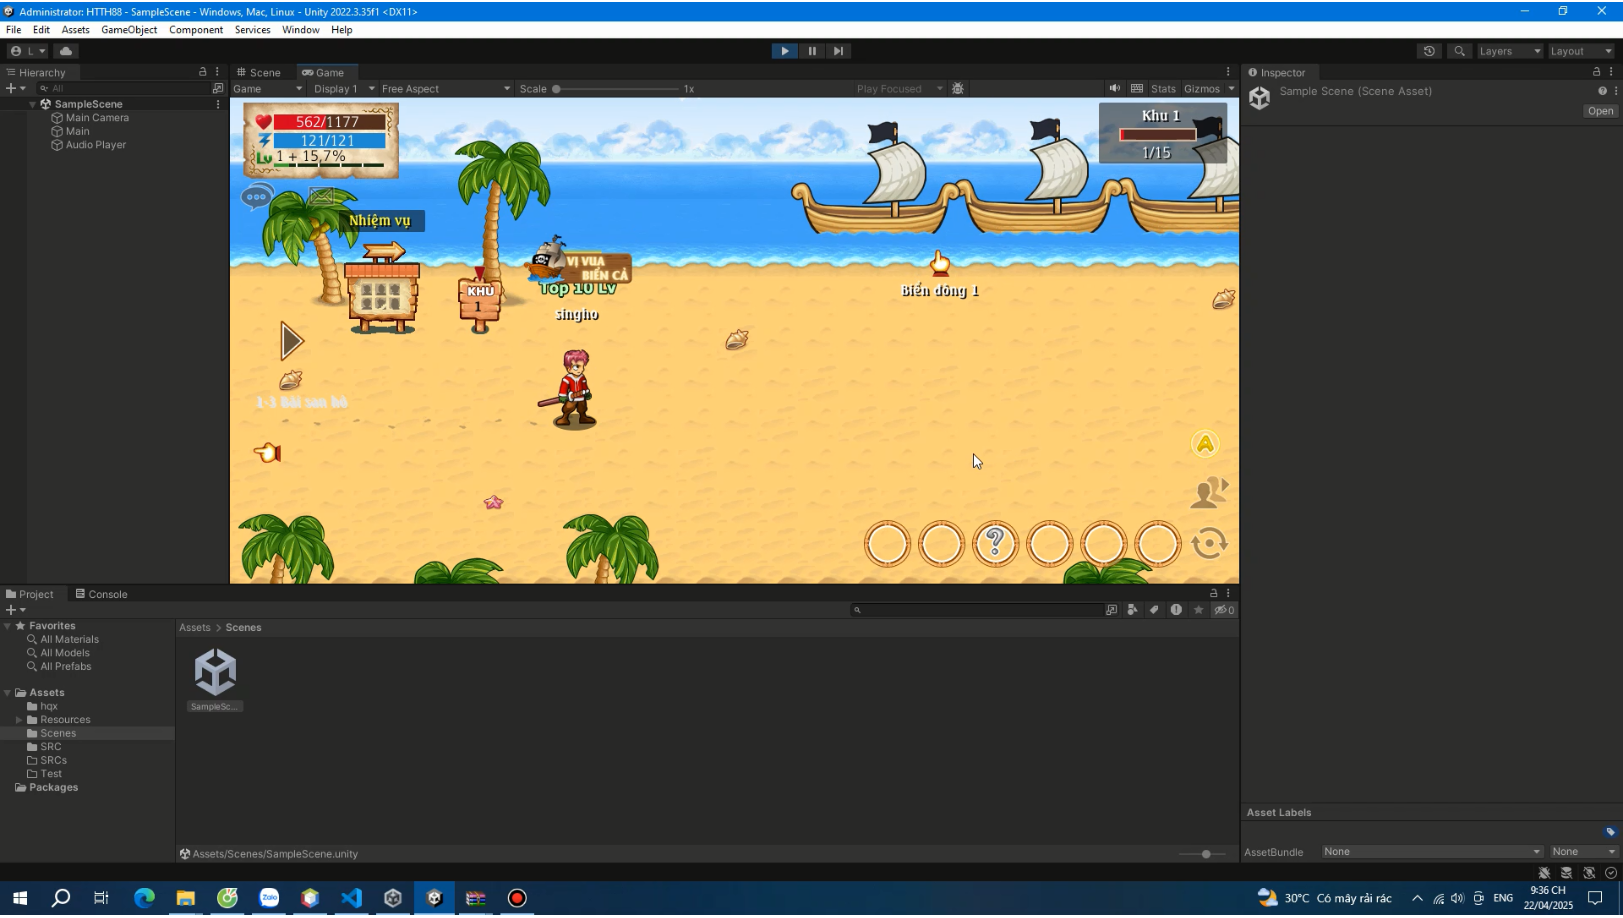 Administrator: HTTH88 - SampleScene - Windows, Mac, Linux - Unity 2022.3.35f1 <DX11>
File Edit Assets GameObject Component Services Window Help
L
Layers
Layout
Hierarchy
All
SampleScene
Main Camera
Main
Audio Player
Scene
Game
Game
Display 1
Free Aspect
Scale
1x
Play Focused
Stats
Gizmos
562/1177
121/121
Lv 1 + 15,7%
Nhiệm vụ
KHU
1
VỊ VUA
BIỂN CẢ
Top 10 Lv
singho
Khu 1
1/15
Biển đông 1
1-3 Bãi san hô
A
?
Inspector
Sample Scene (Scene Asset)
Open
Project
Console
0
Favorites
All Materials
All Models
All Prefabs
Assets
hqx
Resources
Scenes
SRC
SRCs
Test
Packages
Assets > Scenes
SampleSc...
Assets/Scenes/SampleScene.unity
Asset Labels
AssetBundle
None
None
Zalo
30°C Có mây rải rác
ENG
9:36 CH
22/04/2025